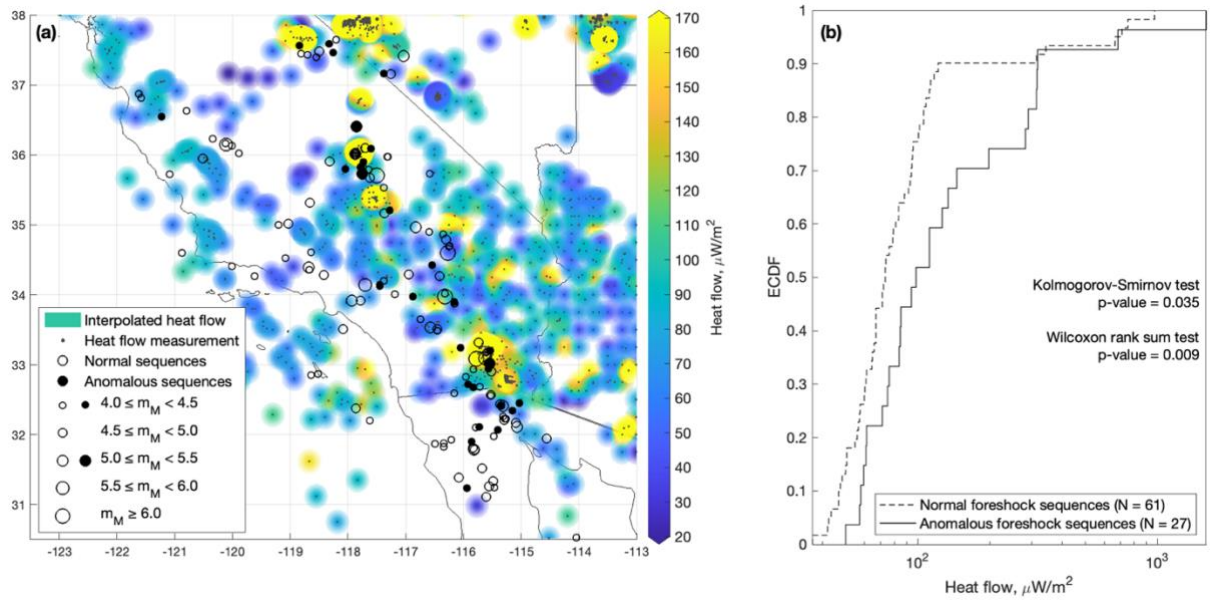 (a)
38
37
36
35
34
33
32
31
-123
-122
-121
-120
-119
-118
-117
-116
-115
-114
-113
Interpolated heat flow
Heat flow measurement
Normal sequences
Anomalous sequences
4.0 ≤ m_M < 4.5
4.5 ≤ m_M < 5.0
5.0 ≤ m_M < 5.5
5.5 ≤ m_M < 6.0
m_M ≥ 6.0
170
160
150
140
130
120
110
100
90
80
70
60
50
40
30
20
Heat flow, μW/m²
(b)
1
0.9
0.8
0.7
0.6
0.5
0.4
0.3
0.2
0.1
0
ECDF
Kolmogorov-Smirnov test
p-value = 0.035
Wilcoxon rank sum test
p-value = 0.009
Normal foreshock sequences (N = 61)
Anomalous foreshock sequences (N = 27)
10²
10³
Heat flow, μW/m²